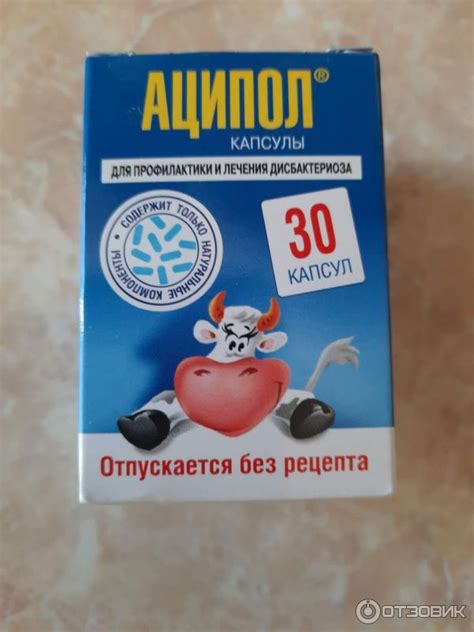 АЦИПОЛ®
КАПСУЛЫ
ДЛЯ ПРОФИЛАКТИКИ И ЛЕЧЕНИЯ ДИСБАКТЕРИОЗА
• СОДЕРЖИТ ТОЛЬКО НАТУРАЛЬНЫЕ КОМПОНЕНТЫ
30
КАПСУЛ
Отпускается без рецепта
ОТЗОВИК